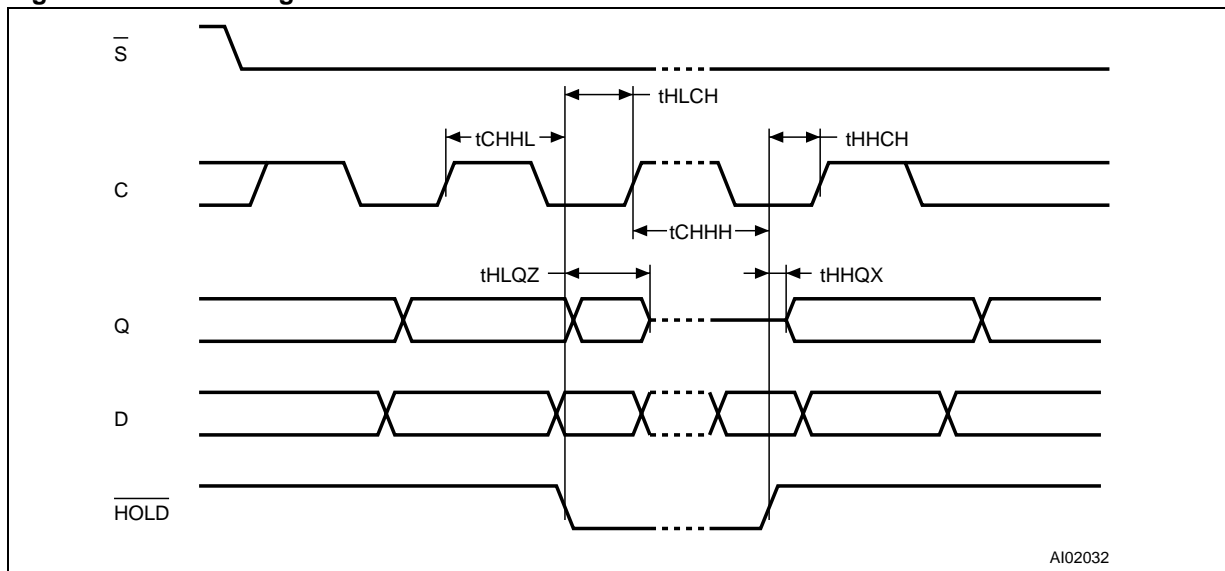 S
tHLCH
tCHHL
tHHCH
C
tCHHH
tHLQZ
tHHQX
Q
D
HOLD
AI02032